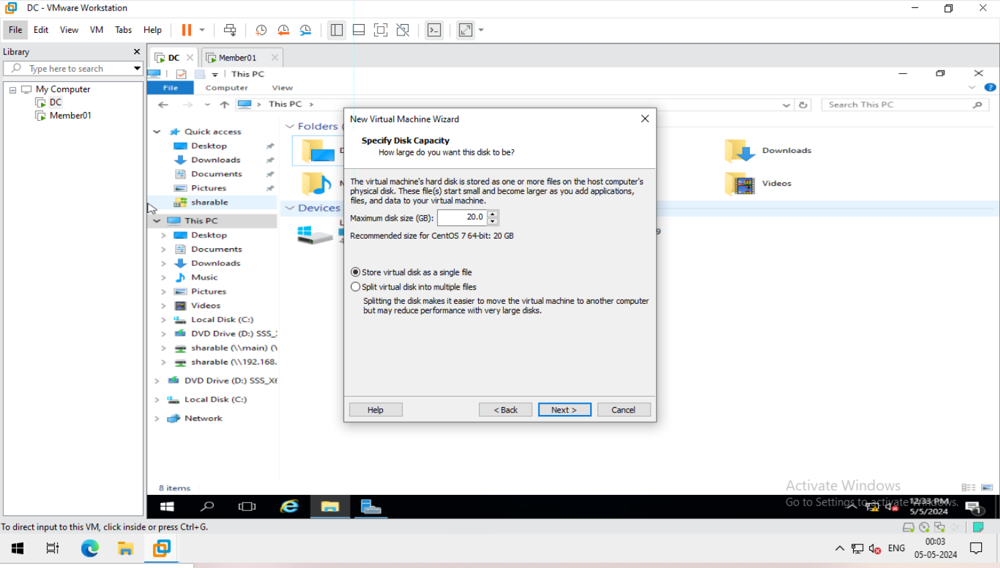 DC - VMware Workstation
File Edit View VM Tabs Help
Library
Type here to search
My Computer
DC
Member01
DC
Member01
This PC
File Computer View
This PC
Search This PC
Quick access
Desktop
Downloads
Documents
Pictures
sharable
This PC
Desktop
Documents
Downloads
Music
Pictures
Videos
Local Disk (C:)
DVD Drive (D:) SSS_
sharable (\\main) (
sharable (\\192.168.
DVD Drive (D:) SSS_X
Local Disk (C:)
Network
Folders (
Downloads
Videos
Devices
9
New Virtual Machine Wizard
Specify Disk Capacity
How large do you want this disk to be?
The virtual machine's hard disk is stored as one or more files on the host computer's
physical disk. These file(s) start small and become larger as you add applications,
files, and data to your virtual machine.
Maximum disk size (GB): 20.0
Recommended size for CentOS 7 64-bit: 20 GB
Store virtual disk as a single file
Split virtual disk into multiple files
Splitting the disk makes it easier to move the virtual machine to another computer
but may reduce performance with very large disks.
Help < Back Next > Cancel
8 items
Activate Windows
Go to Settings to activate Windows.
12:33 PM
5/5/2024
1
To direct input to this VM, click inside or press Ctrl+G.
ENG
00:03
05-05-2024